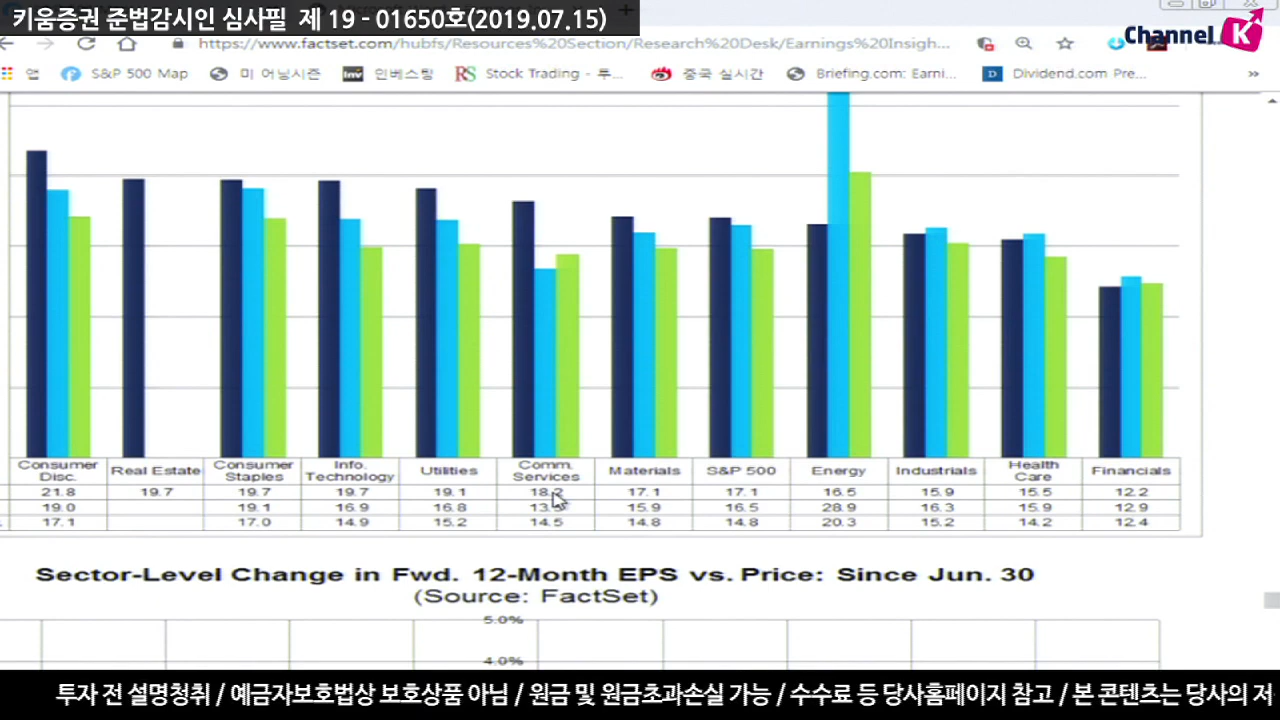 키움증권 준법감시인 심사필 제 19 - 01650호(2019.07.15)
Channel K
https://www.factset.com/hubfs/Resources%20Section/Research%20Desk/Earnings%20Insigh...
앱 S&P 500 Map 미 어닝시즌 Inv 인베스팅 RS Stock Trading - 투... 중국 실시간 Briefing.com: Earni... D Dividend.com Pre... »
Consumer Disc. Real Estate Consumer Staples Info. Technology Utilities Comm. Services Materials S&P 500 Energy Industrials Health Care Financials
21.8 19.7 19.7 19.7 19.1 18.2 17.1 17.1 16.5 15.9 15.5 12.2
19.0 19.1 16.9 16.8 15.9 16.5 28.9 16.3 15.9 12.9
17.1 17.0 14.9 15.2 14.5 14.8 14.8 20.3 15.2 14.2 12.4
Sector-Level Change in Fwd. 12-Month EPS vs. Price: Since Jun. 30
(Source: FactSet)
5.0%
4.0%
투자 전 설명청취 / 예금자보호법상 보호상품 아님 / 원금 및 원금초과손실 가능 / 수수료 등 당사홈페이지 참고 / 본 콘텐츠는 당사의 저